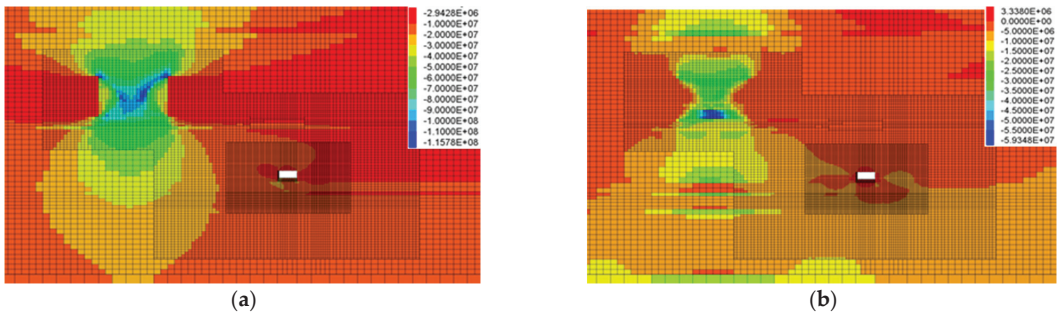 -2.9428E+06
-1.0000E+07
-2.0000E+07
-3.0000E+07
-4.0000E+07
-5.0000E+07
-6.0000E+07
-7.0000E+07
-8.0000E+07
-9.0000E+07
-1.0000E+08
-1.1000E+08
-1.1578E+08
(a)
3.3380E+06
0.0000E+00
-5.0000E+06
-1.0000E+07
-1.5000E+07
-2.0000E+07
-2.5000E+07
-3.0000E+07
-3.5000E+07
-4.0000E+07
-4.5000E+07
-5.0000E+07
-5.5000E+07
-5.9348E+07
(b)